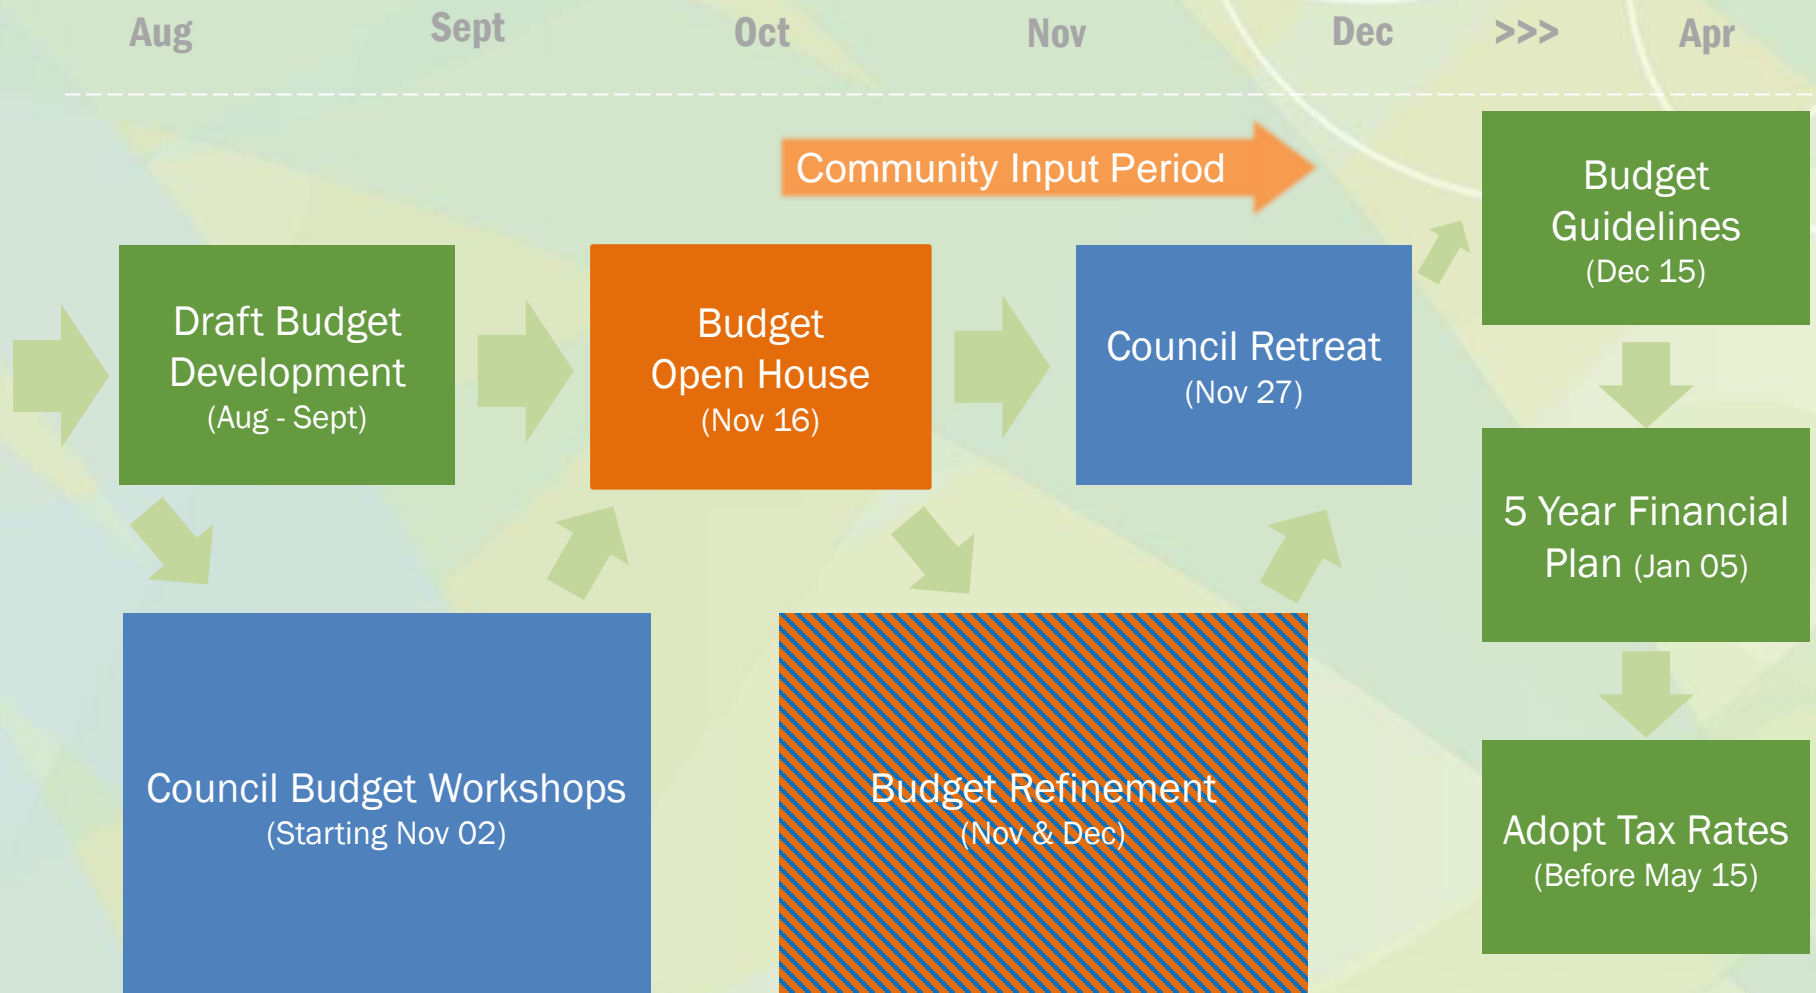 Aug Sept Oct Nov Dec >>> Apr
Community Input Period
Draft Budget
Development
(Aug - Sept)
Budget
Open House
(Nov 16)
Council Retreat
(Nov 27)
Budget
Guidelines
(Dec 15)
5 Year Financial
Plan (Jan 05)
Council Budget Workshops
(Starting Nov 02)
Budget Refinement
(Nov & Dec)
Adopt Tax Rates
(Before May 15)